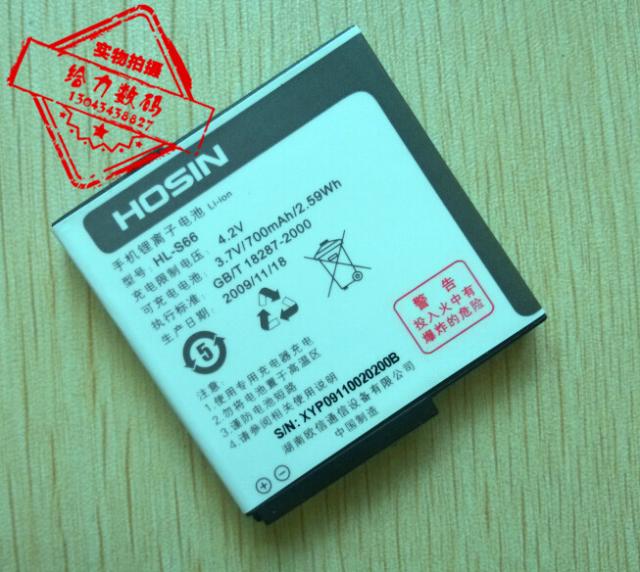 实物拍摄
给力数码
13043438827
HOSIN
手机锂离子电池 Li-ion
型号: HL-S66
充电限制电压: 4.2V
可充电电池: 3.7V/700mAh/2.59Wh
执行标准: GB/T 18287-2000
生产日期: 2009/11/18
5
警 告
投入火中有
爆炸的危险
1.使用专用充电器充电
2.勿将电池置于高温区
3.谨防电池短路
4.请参阅相关使用说明
S/N: XYP09110020200B
湖南欧信通信设备有限公司
中国制造